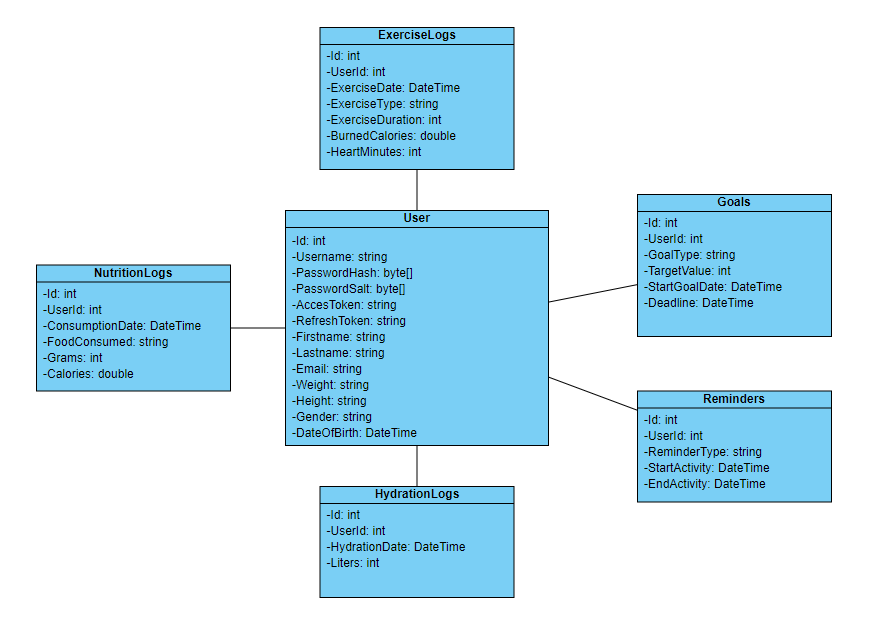 ExerciseLogs
-Id: int
-UserId: int
-ExerciseDate: DateTime
-ExerciseType: string
-ExerciseDuration: int
-BurnedCalories: double
-HeartMinutes: int
User
-Id: int
-Username: string
-PasswordHash: byte[]
-PasswordSalt: byte[]
-AccesToken: string
-RefreshToken: string
-Firstname: string
-Lastname: string
-Email: string
-Weight: string
-Height: string
-Gender: string
-DateOfBirth: DateTime
Goals
-Id: int
-UserId: int
-GoalType: string
-TargetValue: int
-StartGoalDate: DateTime
-Deadline: DateTime
NutritionLogs
-Id: int
-UserId: int
-ConsumptionDate: DateTime
-FoodConsumed: string
-Grams: int
-Calories: double
Reminders
-Id: int
-UserId: int
-ReminderType: string
-StartActivity: DateTime
-EndActivity: DateTime
HydrationLogs
-Id: int
-UserId: int
-HydrationDate: DateTime
-Liters: int